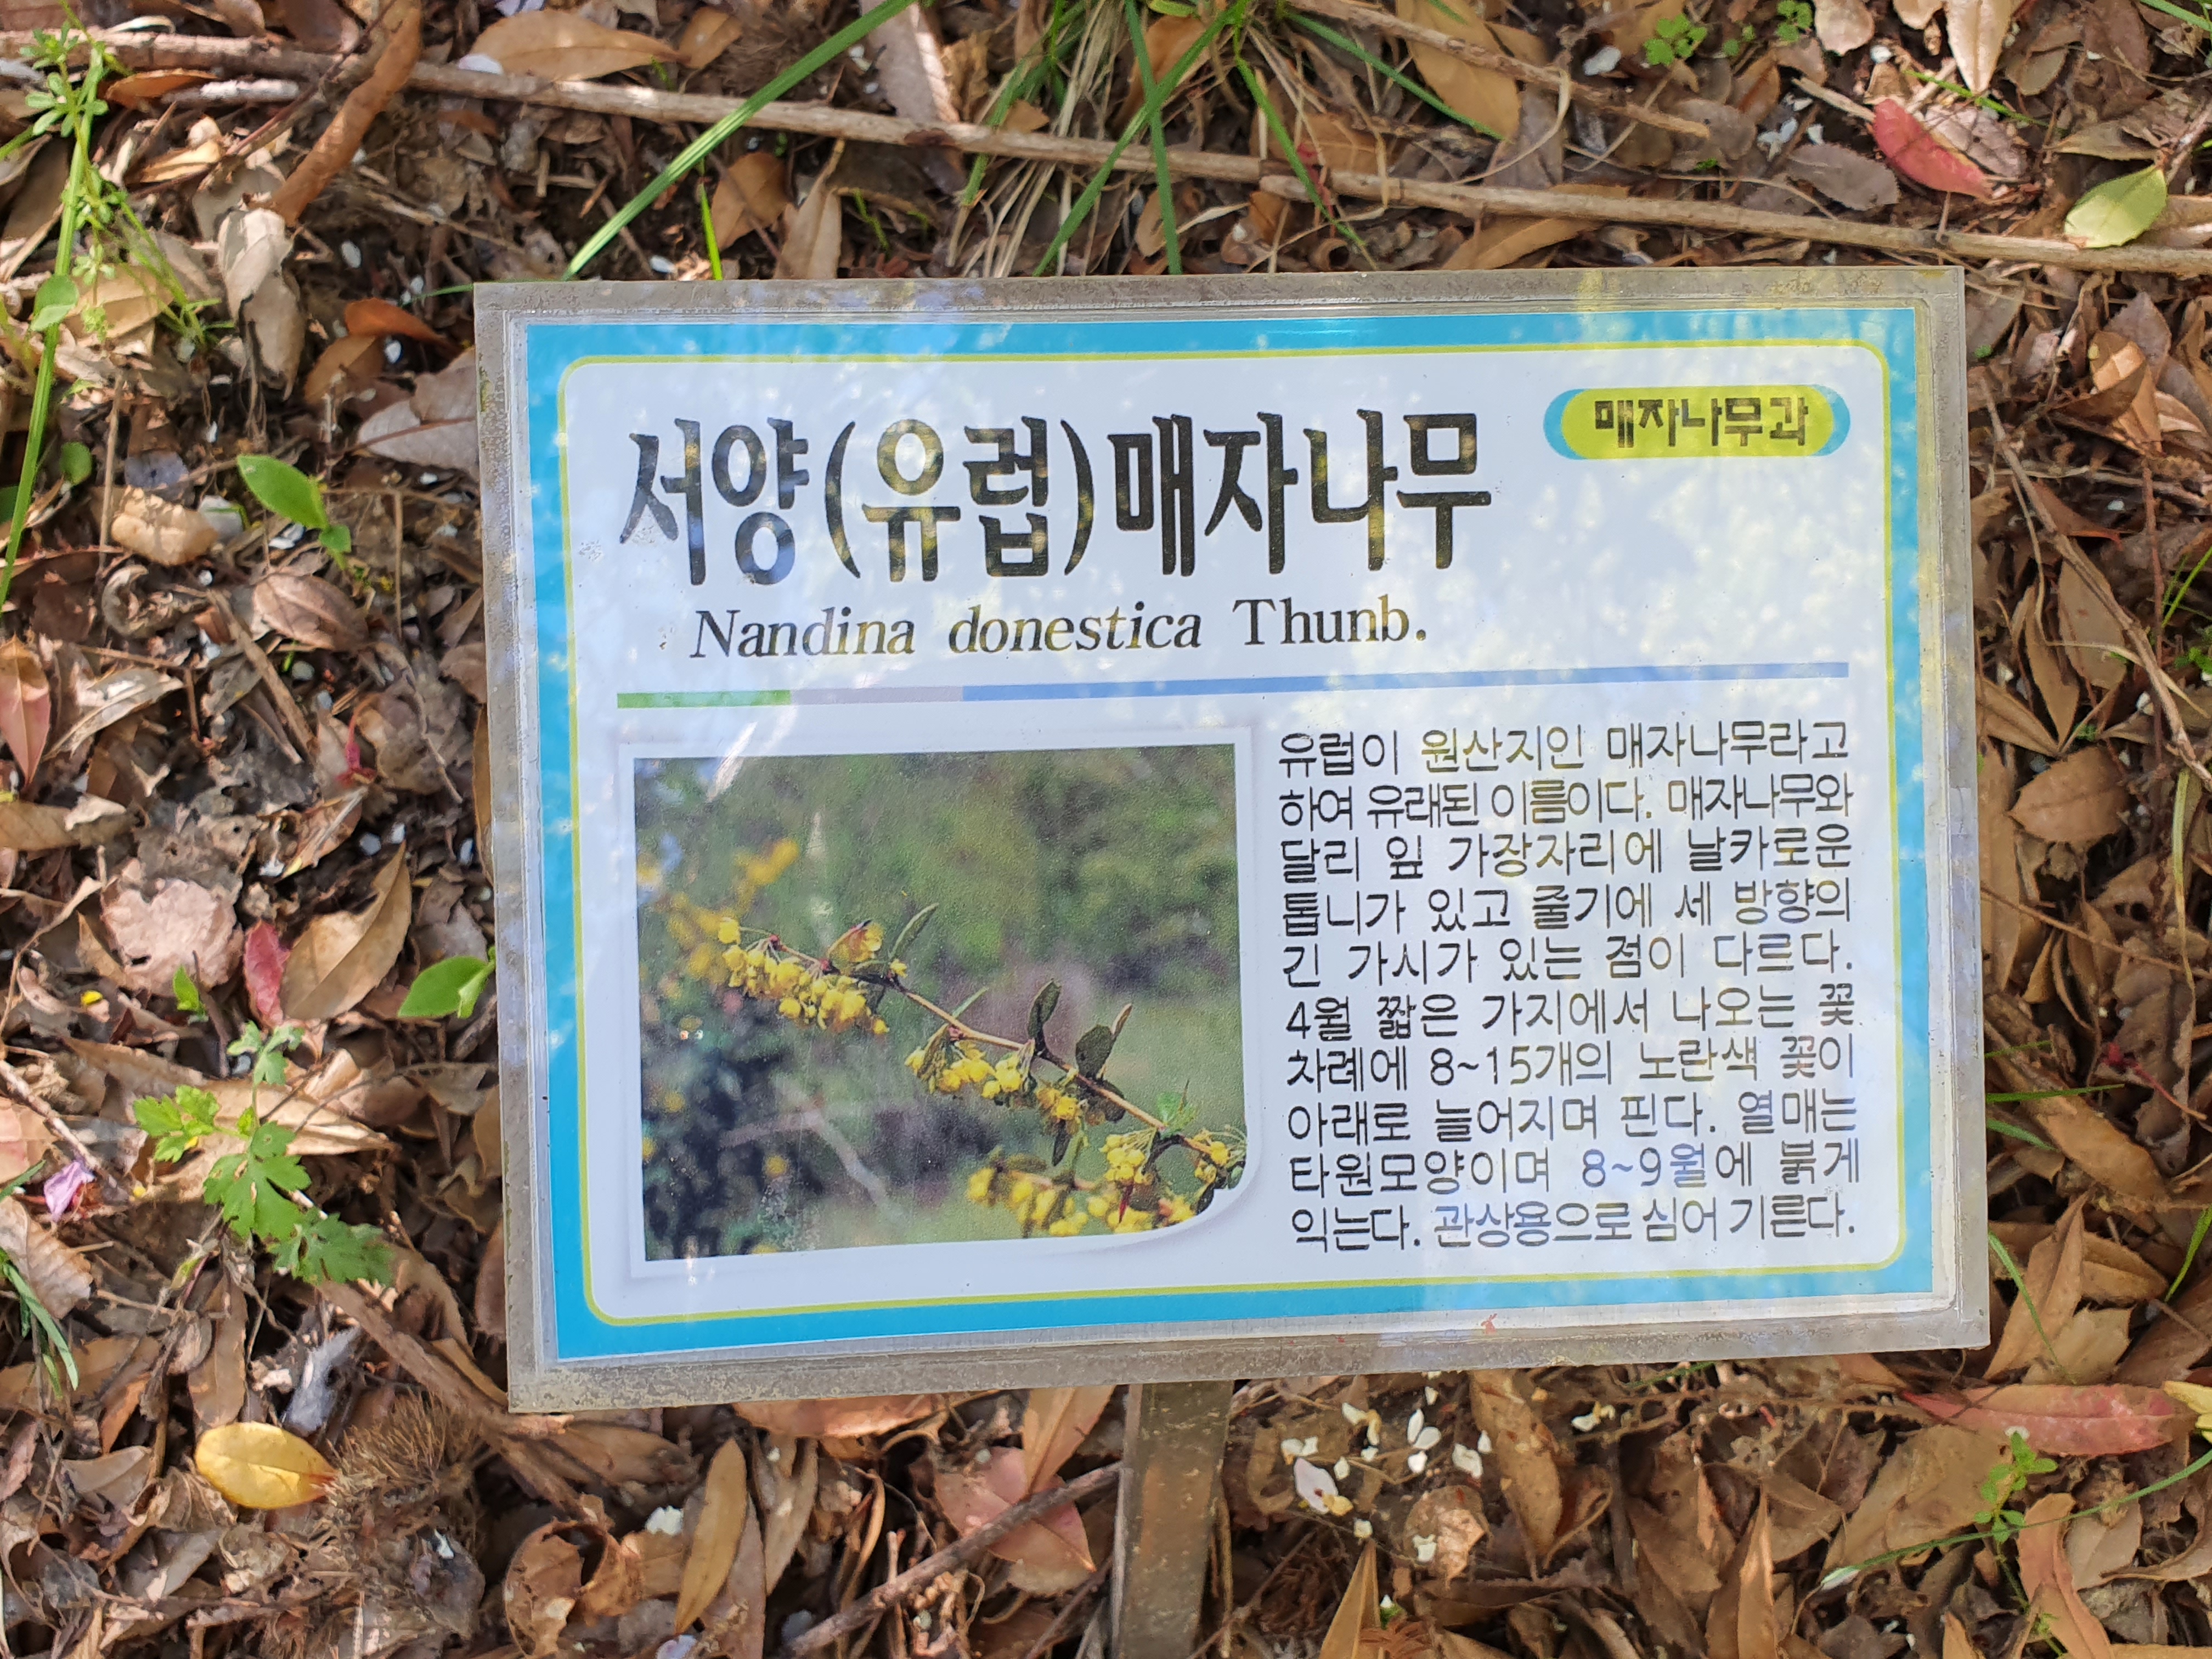 서양(유럽)매자나무
매자나무과
Nandina donestica Thunb.
유럽이 원산지인 매자나무라고
하여 유래된 이름이다. 매자나무와
달리 잎 가장자리에 날카로운
톱니가 있고 줄기에 세 방향의
긴 가시가 있는 점이 다르다.
4월 짧은 가지에서 나오는 꽃
차례에 8~15개의 노란색 꽃이
아래로 늘어지며 핀다. 열매는
타원모양이며 8~9월에 붉게
익는다. 관상용으로 심어 기른다.